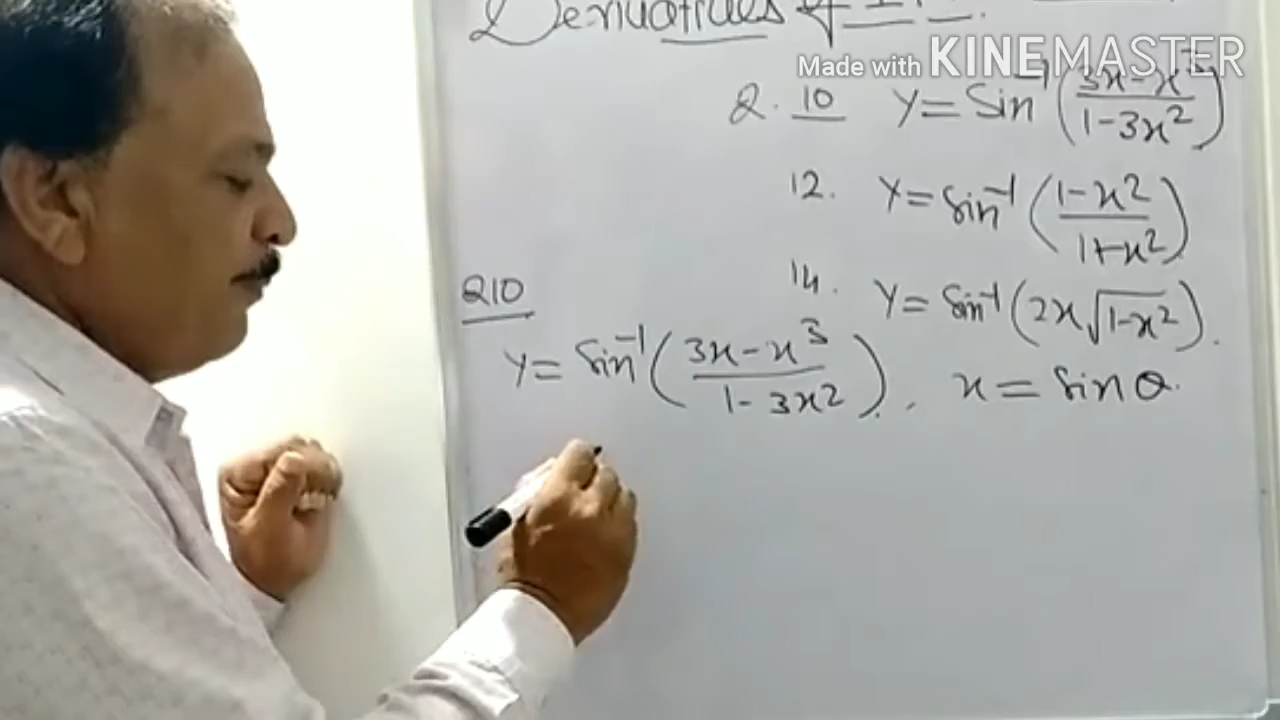 Derivatives of I.
Made with KINEMASTER
Q. 10 y = Sin⁻¹ (3x-x³/1-3x²)
12. y = Sin⁻¹ (1-x²/1+x²)
14. y = Sin⁻¹ (2x√1-x²).
Q10
y = Sin⁻¹ (3x-x³/1-3x²). x = Sin θ.